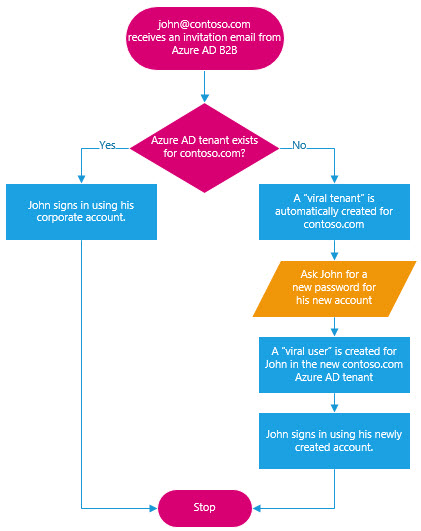 john@contoso.com
receives an invitation email from
Azure AD B2B
Azure AD tenant exists
for contoso.com?
Yes
No
John signs in using his
corporate account.
A “viral tenant” is
automatically created for
contoso.com
Ask John for a
new password for
his new account
A “viral user” is created for
John in the new contoso.com
Azure AD tenant
John signs in using his newly
created account.
Stop